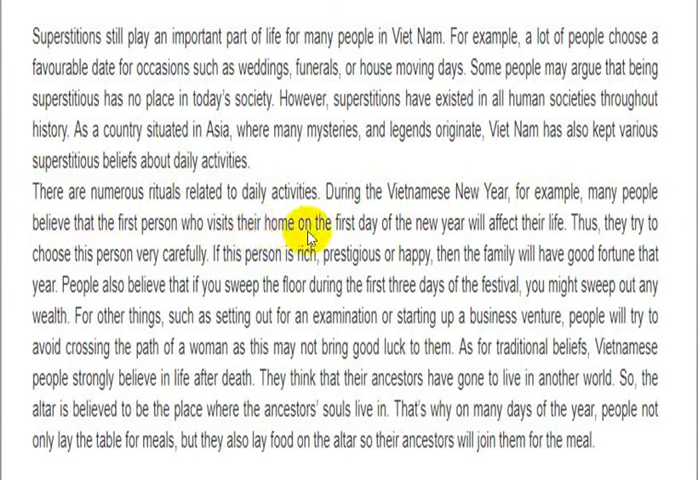 Superstitions still play an important part of life for many people in Viet Nam. For example, a lot of people choose a
favourable date for occasions such as weddings, funerals, or house moving days. Some people may argue that being
superstitious has no place in today's society. However, superstitions have existed in all human societies throughout
history. As a country situated in Asia, where many mysteries, and legends originate, Viet Nam has also kept various
superstitious beliefs about daily activities.
There are numerous rituals related to daily activities. During the Vietnamese New Year, for example, many people
believe that the first person who visits their home on the first day of the new year will affect their life. Thus, they try to
choose this person very carefully. If this person is rich, prestigious or happy, then the family will have good fortune that
year. People also believe that if you sweep the floor during the first three days of the festival, you might sweep out any
wealth. For other things, such as setting out for an examination or starting up a business venture, people will try to
avoid crossing the path of a woman as this may not bring good luck to them. As for traditional beliefs, Vietnamese
people strongly believe in life after death. They think that their ancestors have gone to live in another world. So, the
altar is believed to be the place where the ancestors' souls live in. That's why on many days of the year, people not
only lay the table for meals, but they also lay food on the altar so their ancestors will join them for the meal.